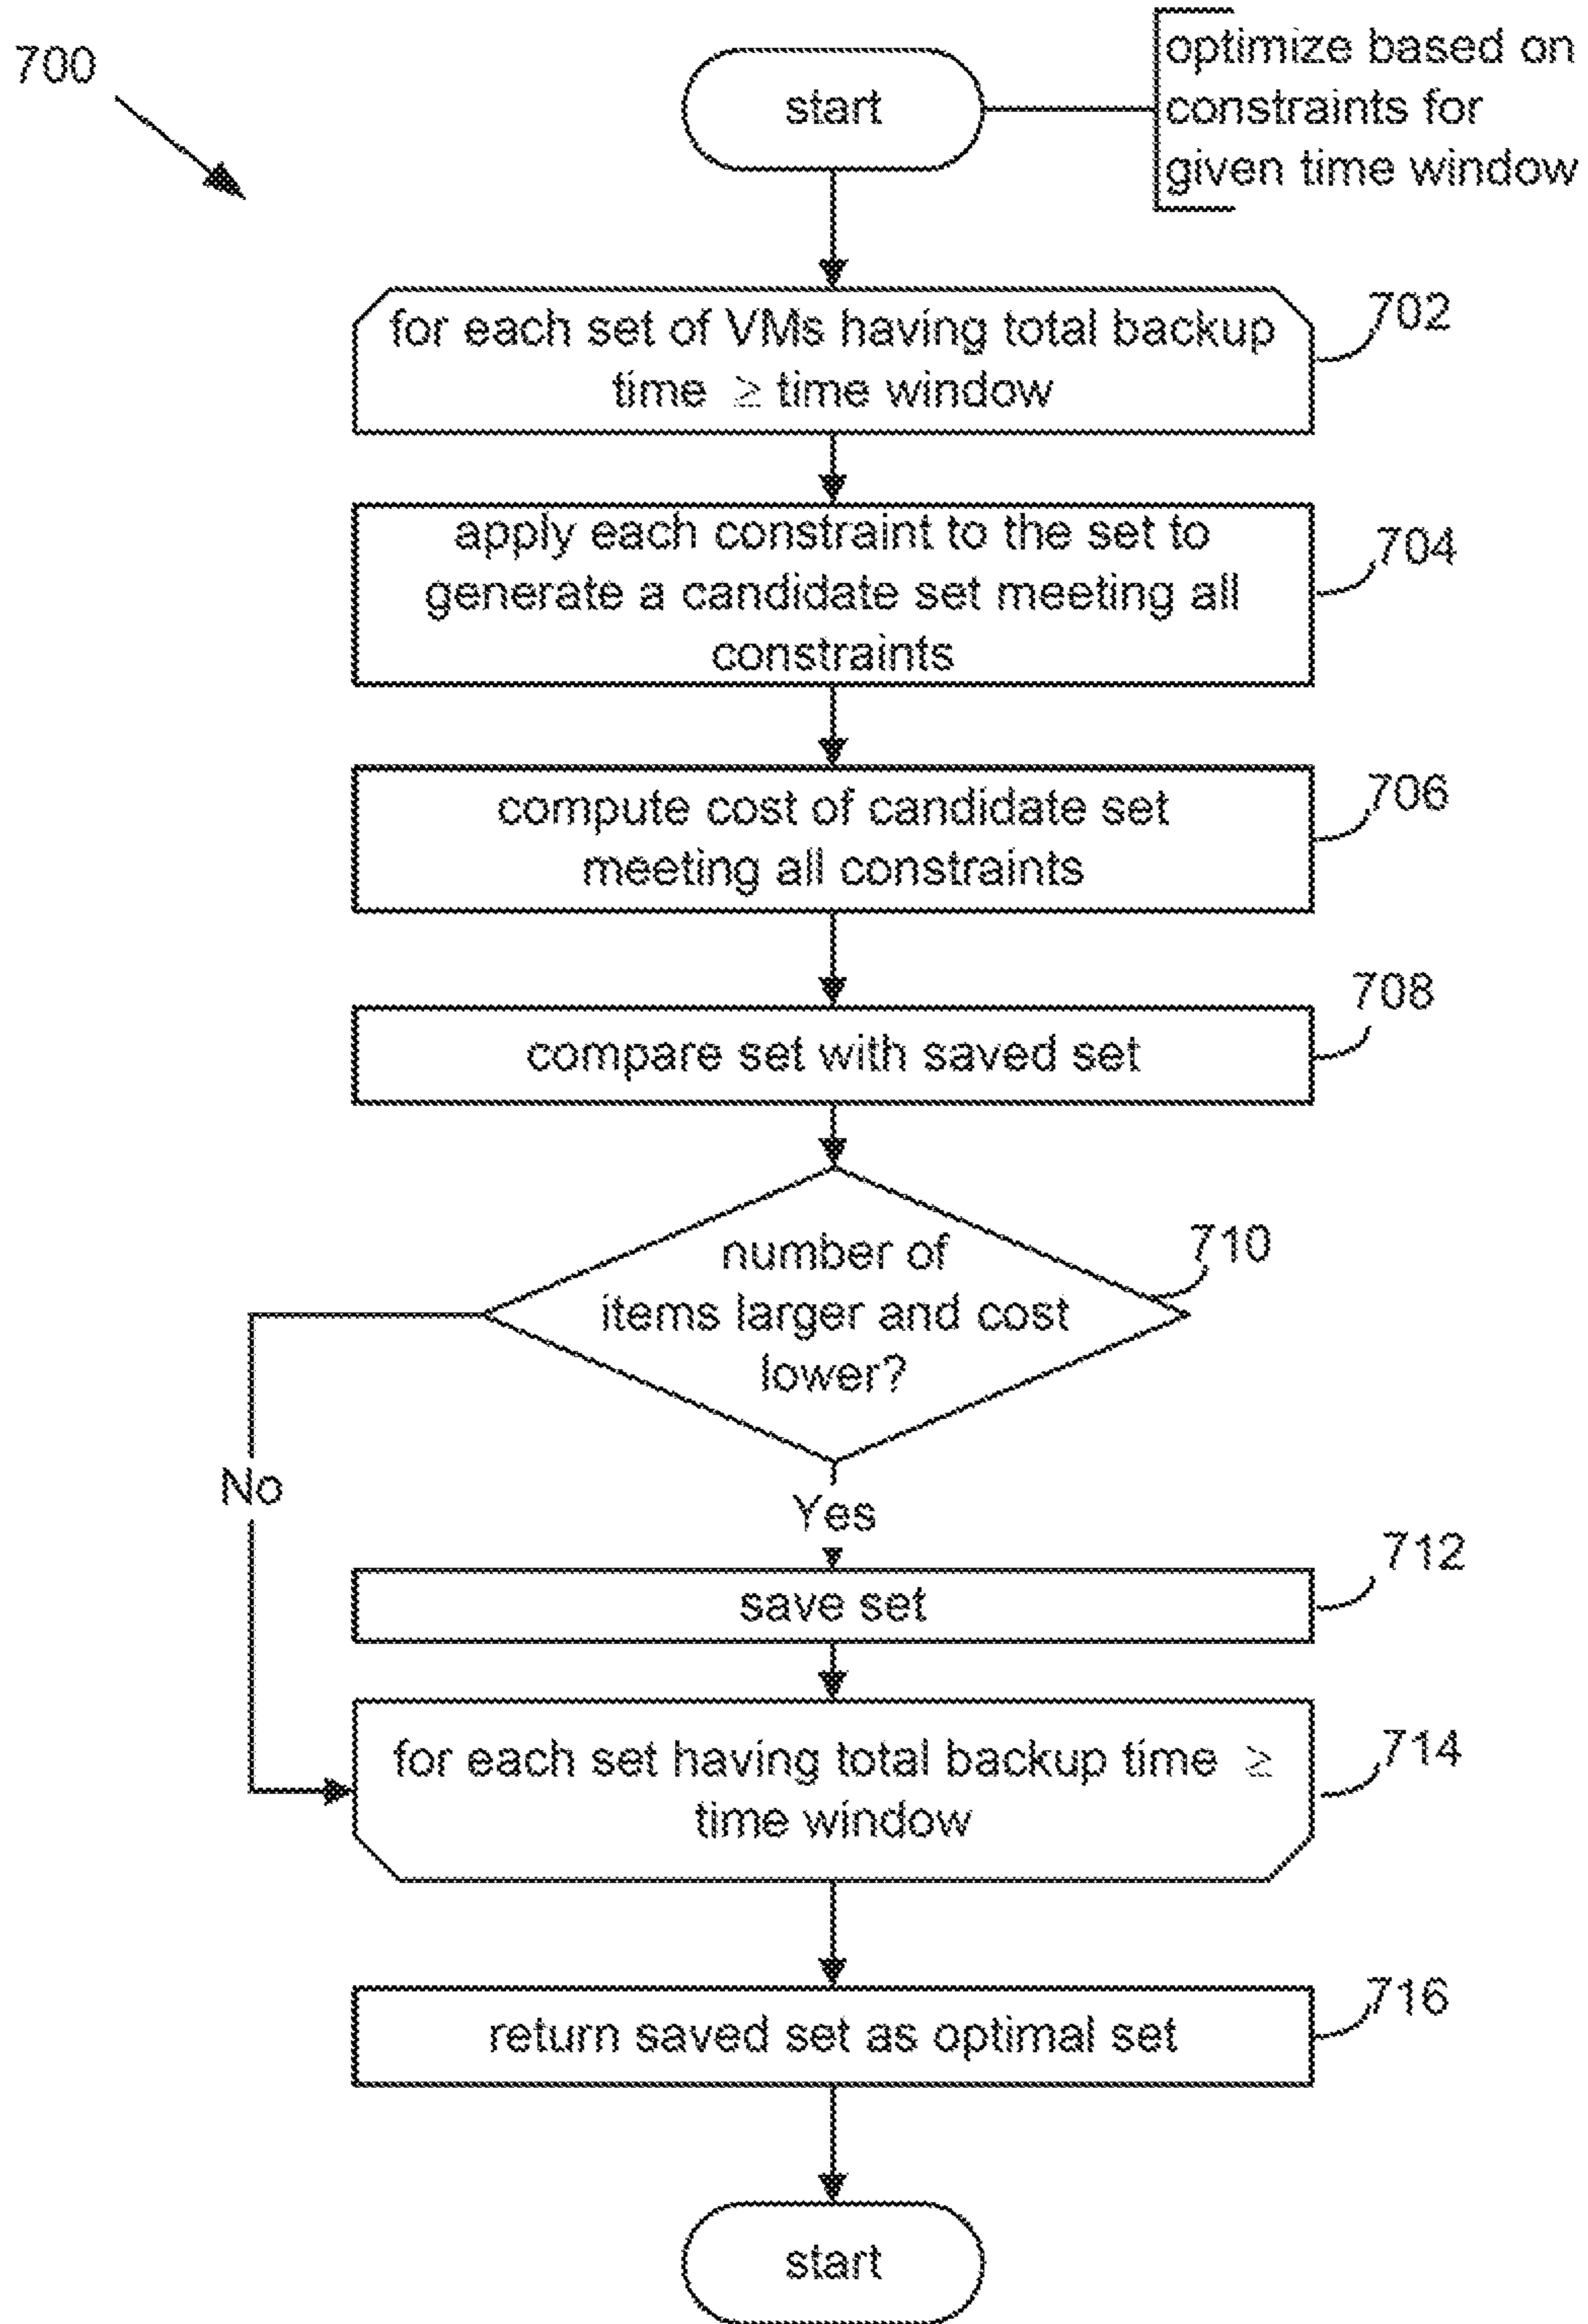 700
start
optimize based on
constraints for
given time window
for each set of VMs having total backup
time ≥ time window
702
apply each constraint to the set to
generate a candidate set meeting all
constraints
704
compute cost of candidate set
meeting all constraints
706
compare set with saved set
708
number of
items larger and cost
lower?
710
No
Yes
save set
712
for each set having total backup time ≥
time window
714
return saved set as optimal set
716
start